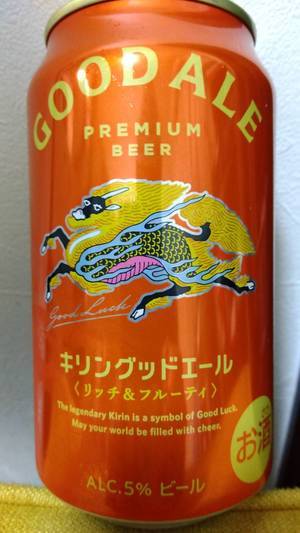 GOOD ALE
PREMIUM
BEER
Good Luck
キリングッドエール
〈リッチ＆フルーティ〉
The legendary Kirin is a symbol of Good Luck.
May your world be filled with cheer.
お酒
ALC.5% ビール